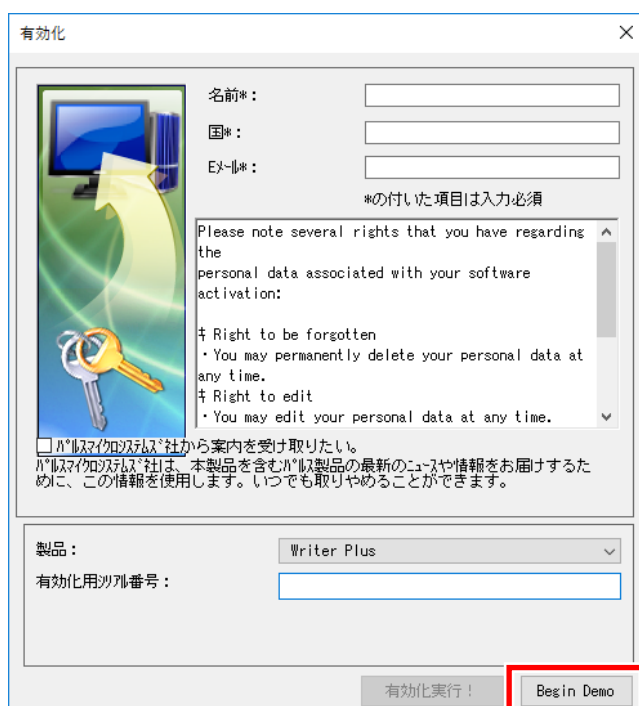 有効化
名前*：
国*：
Eﾒｰﾙ*：
*の付いた項目は入力必須
Please note several rights that you have regarding
the
personal data associated with your software
activation:
‡ Right to be forgotten
・You may permanently delete your personal data at
any time.
‡ Right to edit
・You may edit your personal data at any time.
ﾊﾟﾙｽﾏｲｸﾛｼｽﾃﾑｽﾞ社から案内を受け取りたい。
ﾊﾟﾙｽﾏｲｸﾛｼｽﾃﾑｽﾞ社は、本製品を含むﾊﾟﾙｽ製品の最新のﾆｭｰｽや情報をお届けするた
めに、この情報を使用します。いつでも取りやめることができます。
製品：
Writer Plus
有効化用ｼﾘｱﾙ番号：
有効化実行！
Begin Demo